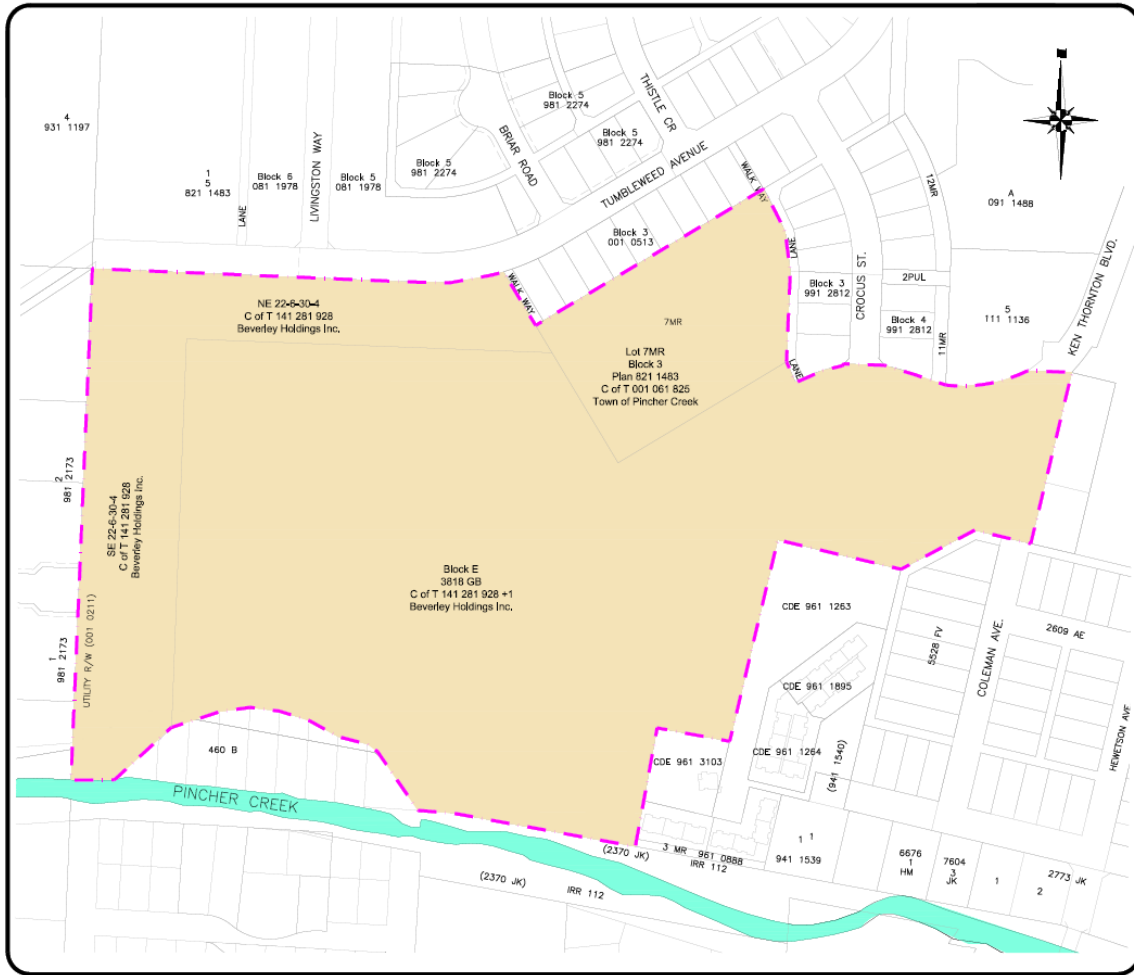 4
931 1197
1
5
821 1483
LANE
Block 6
081 1978
LIVINGSTON WAY
Block 5
081 1978
Block 5
981 2274
Block 5
981 2274
Block 5
981 2274
BRIAR ROAD
THISTLE CR
TUMBLEWEED AVENUE
WALK WAY
12MR
A
091 1488
Block 3
001 0513
LANE
Block 3
991 2812
CROCUS ST.
2PUL
Block 4
991 2812
11MR
5
111 1136
KEN THORNTON BLVD.
WALK WAY
NE 22-6-30-4
C of T 141 281 928
Beverley Holdings Inc.
7MR
Lot 7MR
Block 3
Plan 821 1483
C of T 001 061 825
Town of Pincher Creek
LANE
2
981 2173
SE 22-6-30-4
C of T 141 281 928
Beverley Holdings Inc.
Block E
3818 GB
C of T 141 281 928 +1
Beverley Holdings Inc.
1
981 2173
UTILITY R/W (001 0211)
CDE 961 1263
5528 FV
COLEMAN AVE.
2609 AE
HEWETSON AVE
CDE 961 1895
CDE 961 1264
(941 1540)
CDE 961 3103
460 B
PINCHER CREEK
(2370 JK)
3 MR 961 0888
IRR 112
(2370 JK)
IRR 112
1 1
941 1539
6676
1
HM
7604
3
JK
1
2
2773 JK